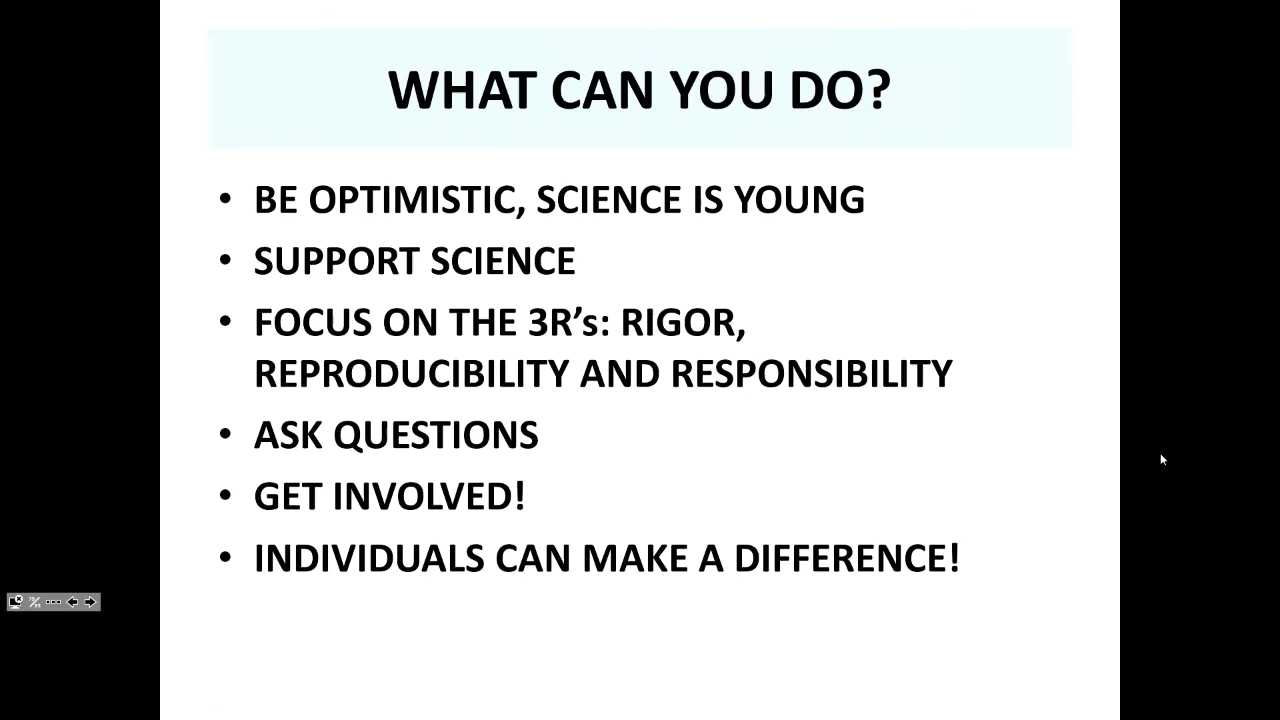 WHAT CAN YOU DO?
• BE OPTIMISTIC, SCIENCE IS YOUNG
• SUPPORT SCIENCE
• FOCUS ON THE 3R’s: RIGOR,
REPRODUCIBILITY AND RESPONSIBILITY
• ASK QUESTIONS
• GET INVOLVED!
• INDIVIDUALS CAN MAKE A DIFFERENCE!